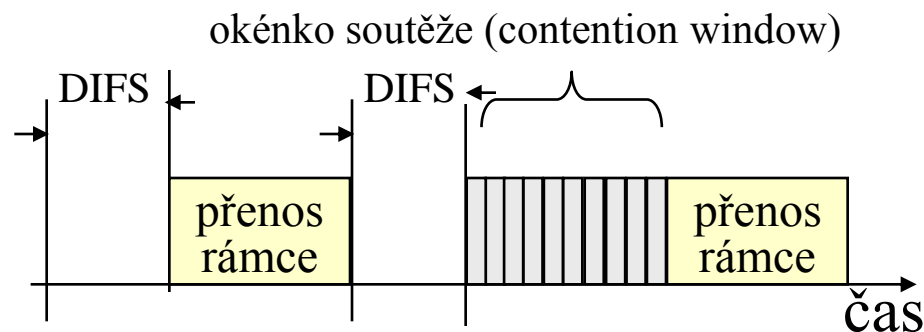 okénko soutěže (contention window)
DIFS
DIFS
přenos
rámce
přenos
rámce
čas